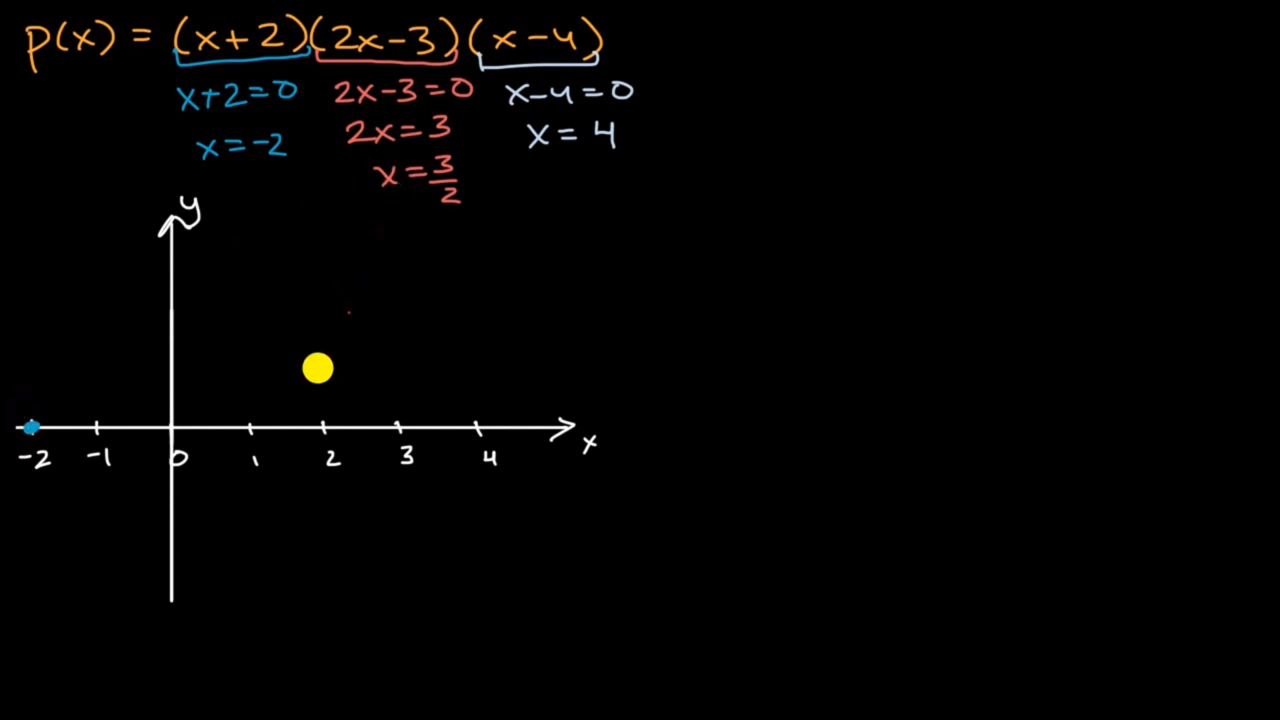 p(x) = (x+2)(2x-3)(x-4)
x+2=0 2x-3=0 x-4=0
x=-2 2x=3 x=4
x=3/2
y
-2 -1 0 1 2 3 4 x